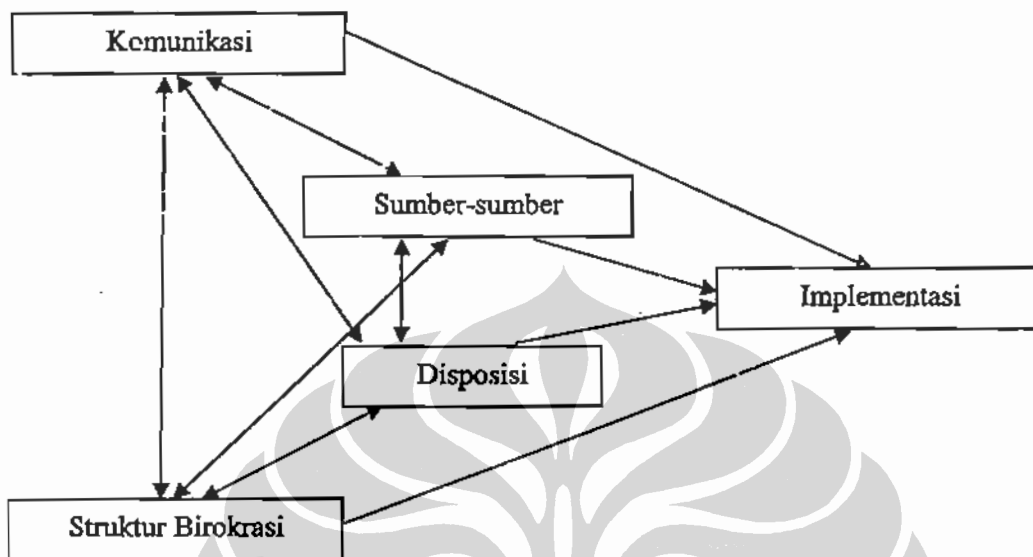 Komunikasi
Sumber-sumber
Implementasi
Disposisi
Struktur Birokrasi